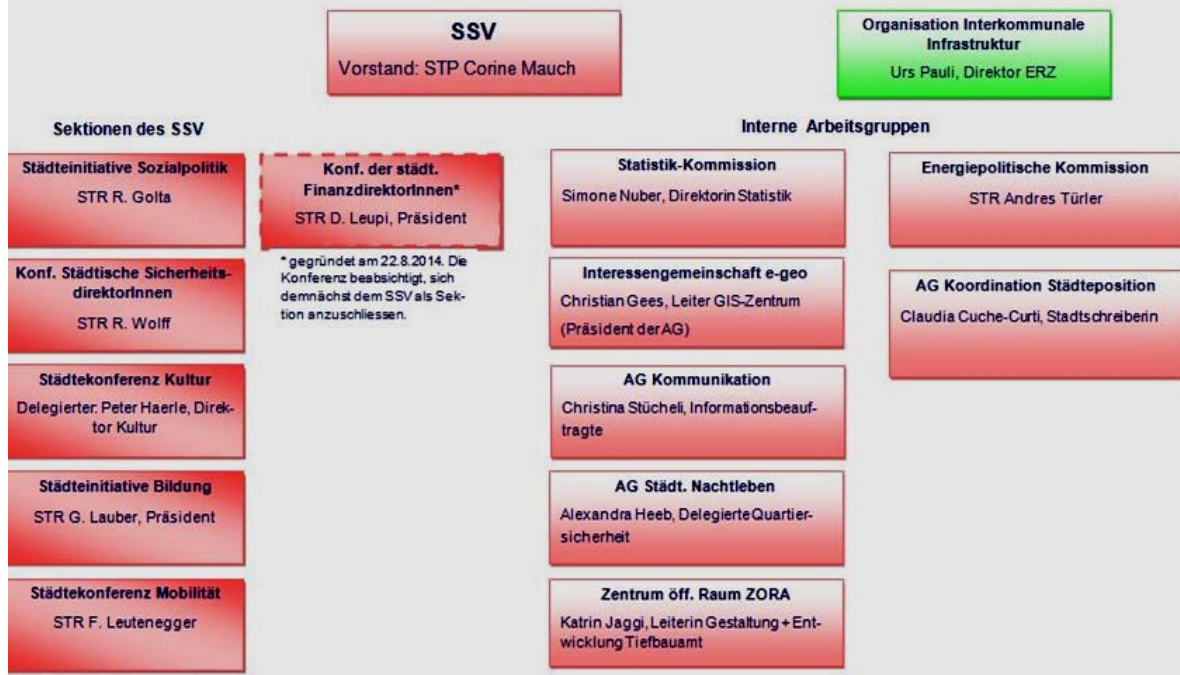 SSV
Vorstand: STP Corine Mauch
Organisation Interkommunale
Infrastruktur
Urs Pauli, Direktor ERZ
Sektionen des SSV
Städteinitiative Sozialpolitik
STR R. Golta
Konf. Städtische Sicherheits-
direktorInnen
STR R. Wolff
Städtekonferenz Kultur
Delegierter: Peter Haerle, Direk-
tor Kultur
Städteinitiative Bildung
STR G. Lauber, Präsident
Städtekonferenz Mobilität
STR F. Leutenegger
Konf. der städt.
FinanzdirektorInnen*
STR D. Leupi, Präsident
* gegründet am 22.8.2014. Die
Konferenz beabsichtigt, sich
demnächst dem SSV als Sek-
tion anzuschliessen.
Interne Arbeitsgruppen
Statistik-Kommission
Simone Nuber, Direktorin Statistik
Interessengemeinschaft e-geo
Christian Gees, Leiter GIS-Zentrum
(Präsident der AG)
AG Kommunikation
Christina Stücheli, Informationsbeauf-
tragte
AG Städt. Nachtleben
Alexandra Heeb, Delegierte Quartier-
sicherheit
Zentrum öff. Raum ZORA
Katrin Jaggi, Leiterin Gestaltung + Ent-
wicklung Tiefbauamt
Energiepolitische Kommission
STR Andres Türler
AG Koordination Städteposition
Claudia Cuche-Curti, Stadtschreiberin